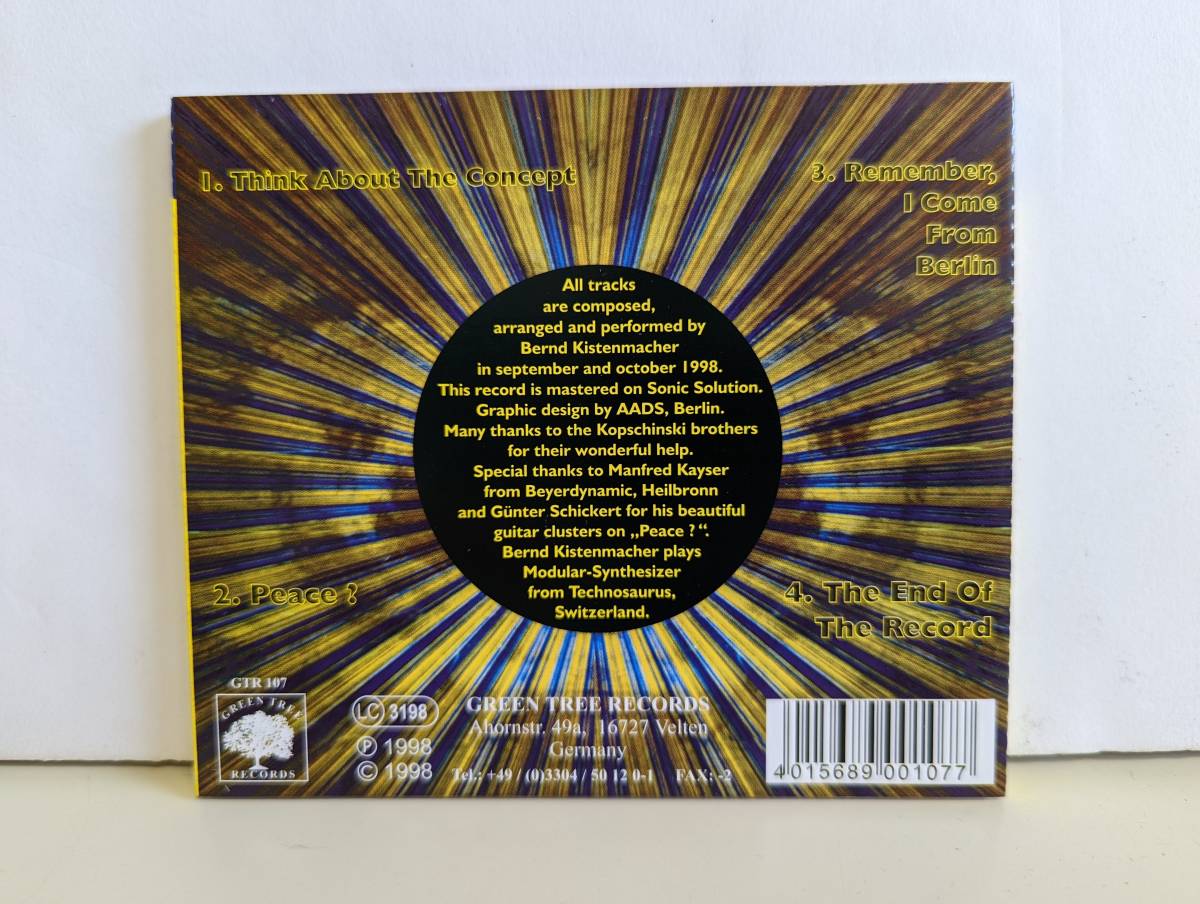 1. Think About The Concept
3. Remember,
I Come
From
Berlin
All tracks
are composed,
arranged and performed by
Bernd Kistenmacher
in september and october 1998.
This record is mastered on Sonic Solution.
Graphic design by AADS, Berlin.
Many thanks to the Kopschinski brothers
for their wonderful help.
Special thanks to Manfred Kayser
from Beyerdynamic, Heilbronn
and Günter Schickert for his beautiful
guitar clusters on „Peace ? “.
Bernd Kistenmacher plays
Modular-Synthesizer
from Technosaurus,
Switzerland.
2. Peace ?
4. The End Of
The Record
GTR 107
GREEN TREE
RECORDS
LC 3198
℗ 1998
© 1998
GREEN TREE RECORDS
Ahornstr. 49a, 16727 Velten
Germany
Tel.: +49 / (0)3304 / 50 12 0-1 FAX: -2
4 015689 001077